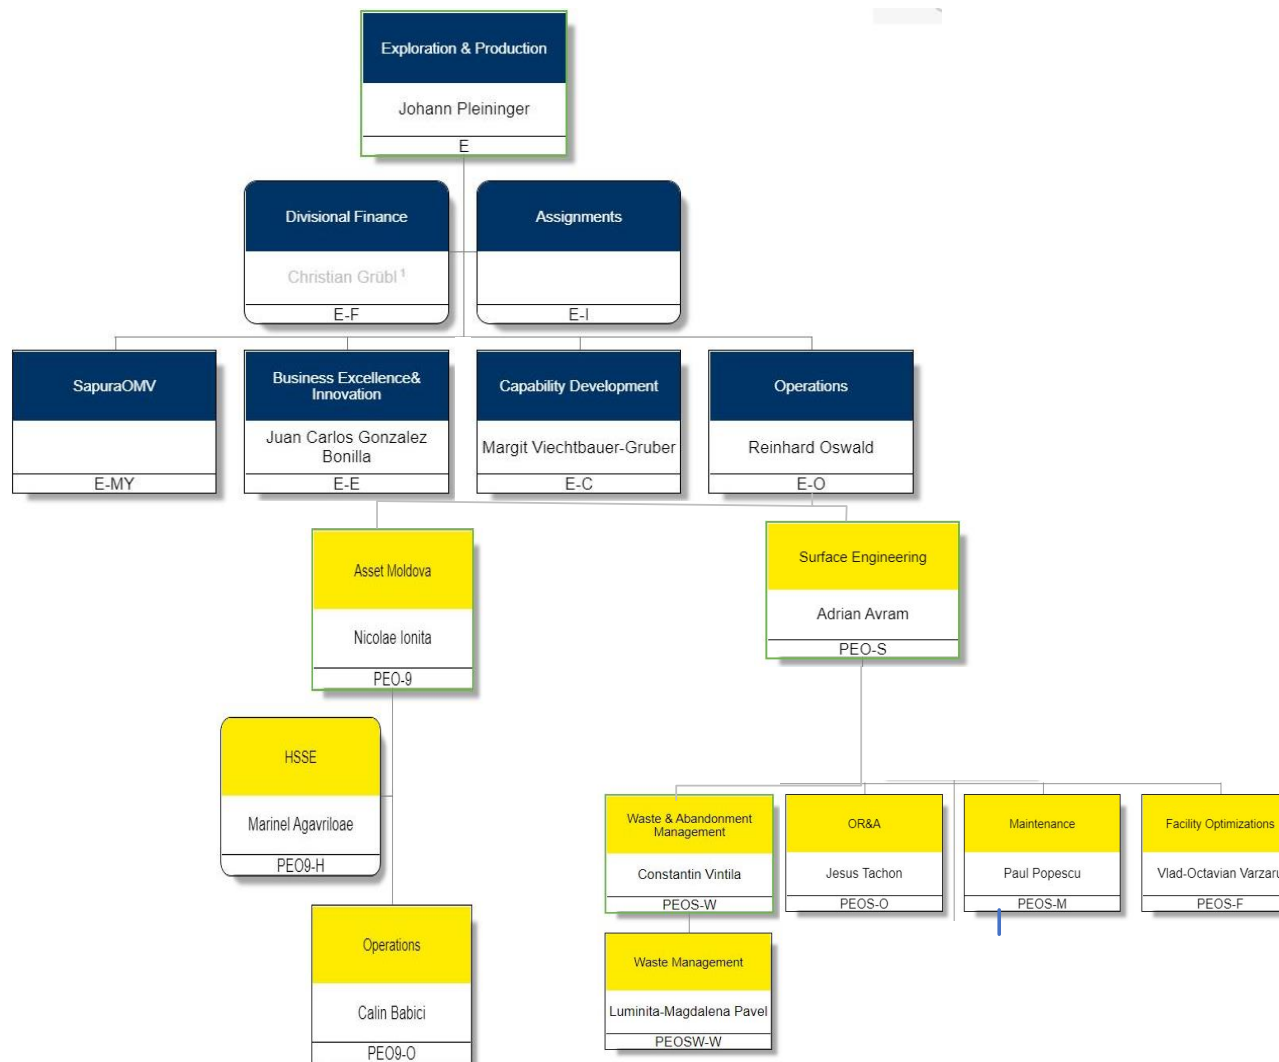 Exploration & Production
Johann Pleininger
E
Divisional Finance
Christian Grübl ¹
E-F
Assignments
E-I
SapuraOMV
E-MY
Business Excellence&
Innovation
Juan Carlos Gonzalez
Bonilla
E-E
Capability Development
Margit Viechtbauer-Gruber
E-C
Operations
Reinhard Oswald
E-O
Asset Moldova
Nicolae Ionita
PEO-9
Surface Engineering
Adrian Avram
PEO-S
HSSE
Marinel Agavriloae
PEO9-H
Operations
Calin Babici
PEO9-O
Waste & Abandonment
Management
Constantin Vintila
PEOS-W
OR&A
Jesus Tachon
PEOS-O
Maintenance
Paul Popescu
PEOS-M
Facility Optimizations
Vlad-Octavian Varzaru
PEOS-F
Waste Management
Luminita-Magdalena Pavel
PEOSW-W